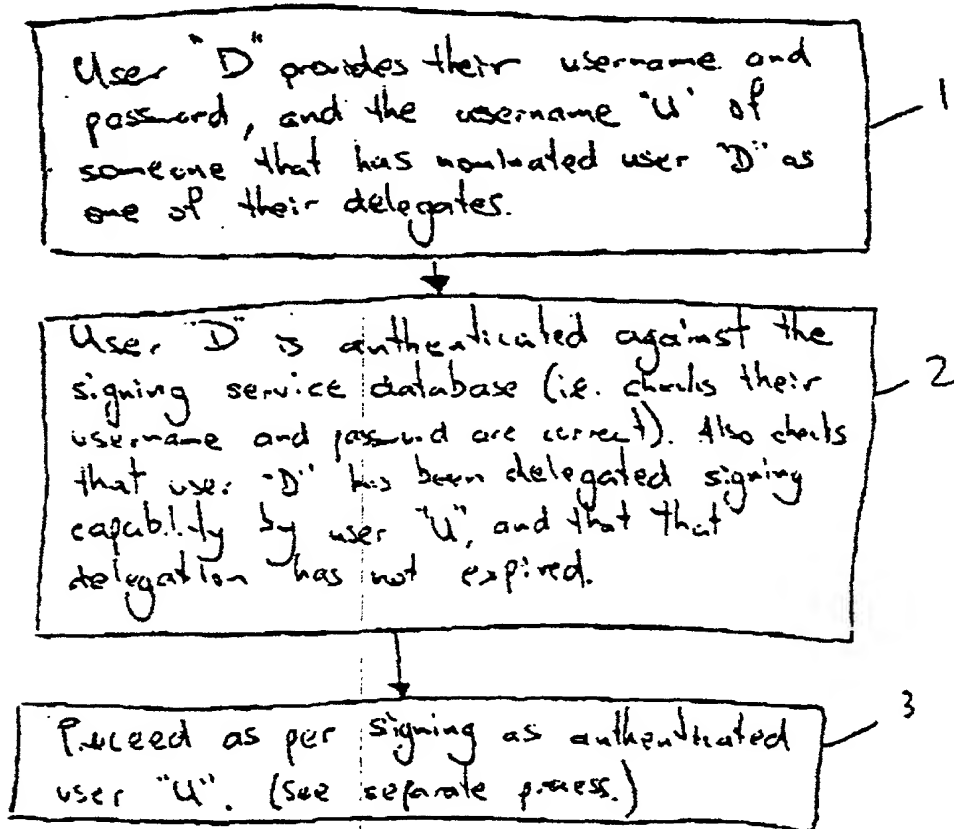 User "D" provides their username and
password, and the username "U" of
someone that has nominated user "D" as
one of their delegates.
1
User "D" is authenticated against the
signing service database (i.e. checks their
username and password are correct). Also checks
that user "D" has been delegated signing
capability by user "U", and that that
delegation has not expired.
2
Proceed as per signing as authenticated
user "U". (see separate process.)
3